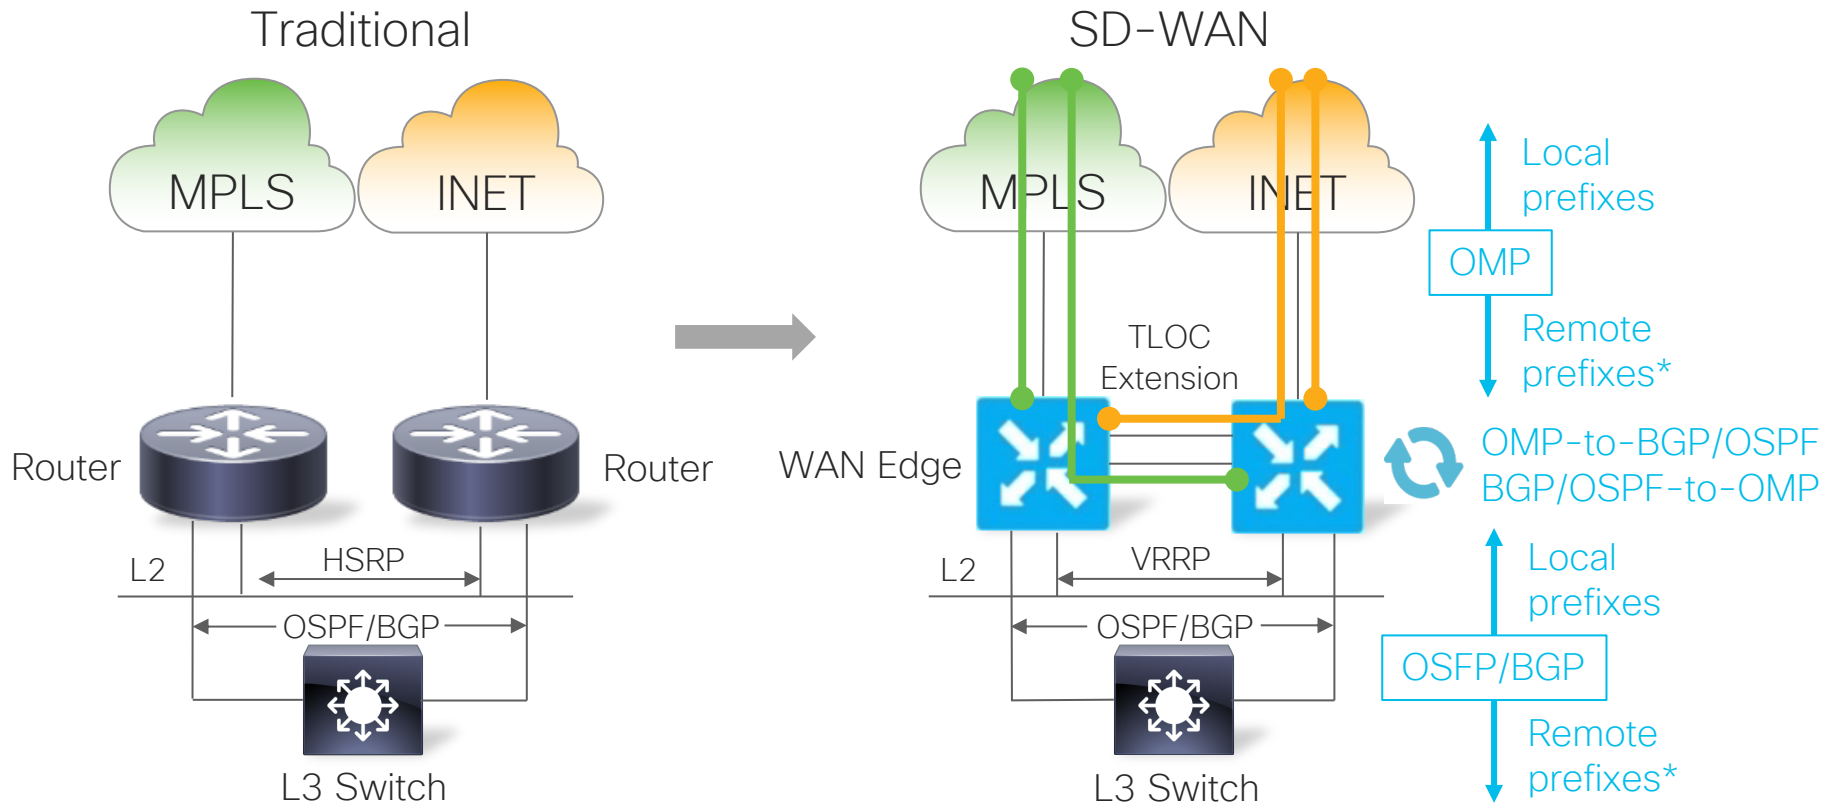 Traditional
SD-WAN
MPLS
INET
MPLS
INET
Local
prefixes
OMP
Remote
prefixes*
TLOC
Extension
Router
Router
WAN Edge
OMP-to-BGP/OSPF
BGP/OSPF-to-OMP
L2
HSRP
L2
VRRP
Local
prefixes
OSPF/BGP
OSPF/BGP
OSFP/BGP
Remote
prefixes*
L3 Switch
L3 Switch